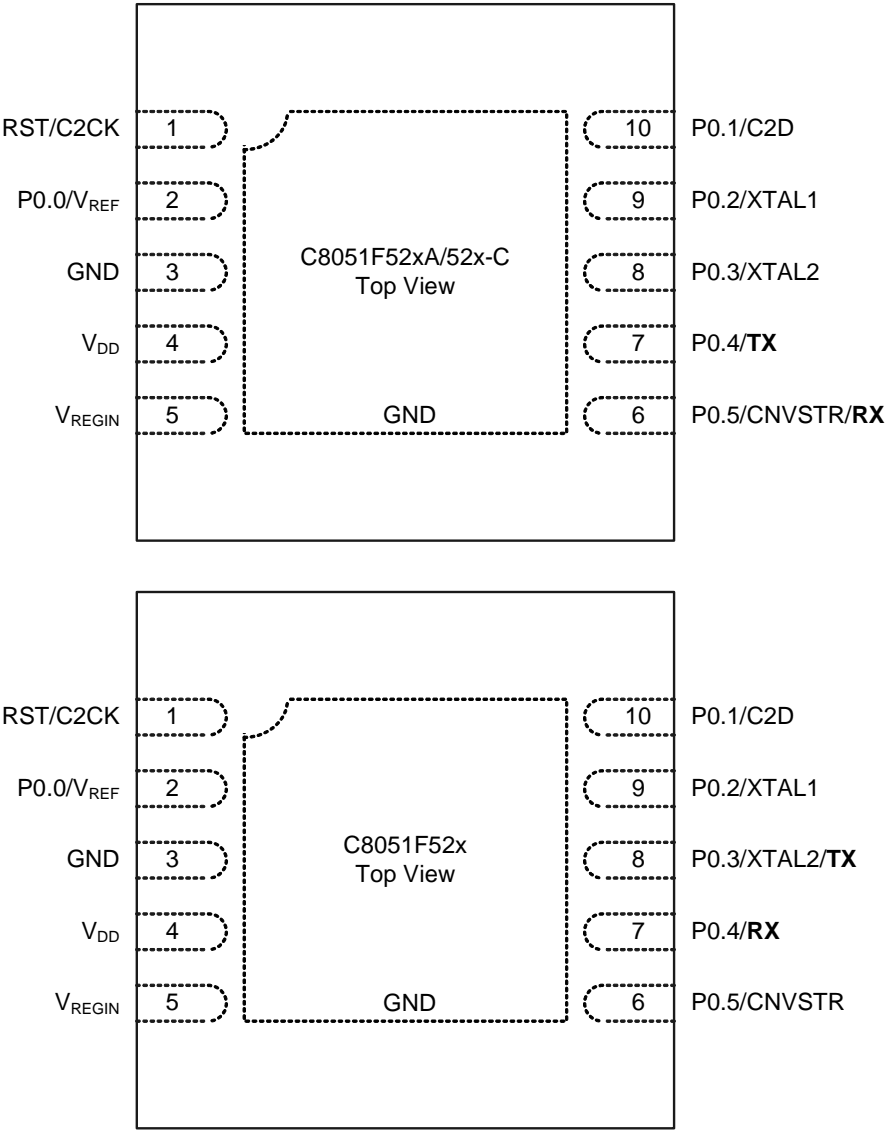 RST/C2CK 1 10 P0.1/C2D
P0.0/VREF 2 9 P0.2/XTAL1
GND 3 8 P0.3/XTAL2
C8051F52xA/52x-C
Top View
VDD 4 7 P0.4/TX
VREGIN 5 GND 6 P0.5/CNVSTR/RX
RST/C2CK 1 10 P0.1/C2D
P0.0/VREF 2 9 P0.2/XTAL1
GND 3 8 P0.3/XTAL2/TX
C8051F52x
Top View
VDD 4 7 P0.4/RX
VREGIN 5 GND 6 P0.5/CNVSTR